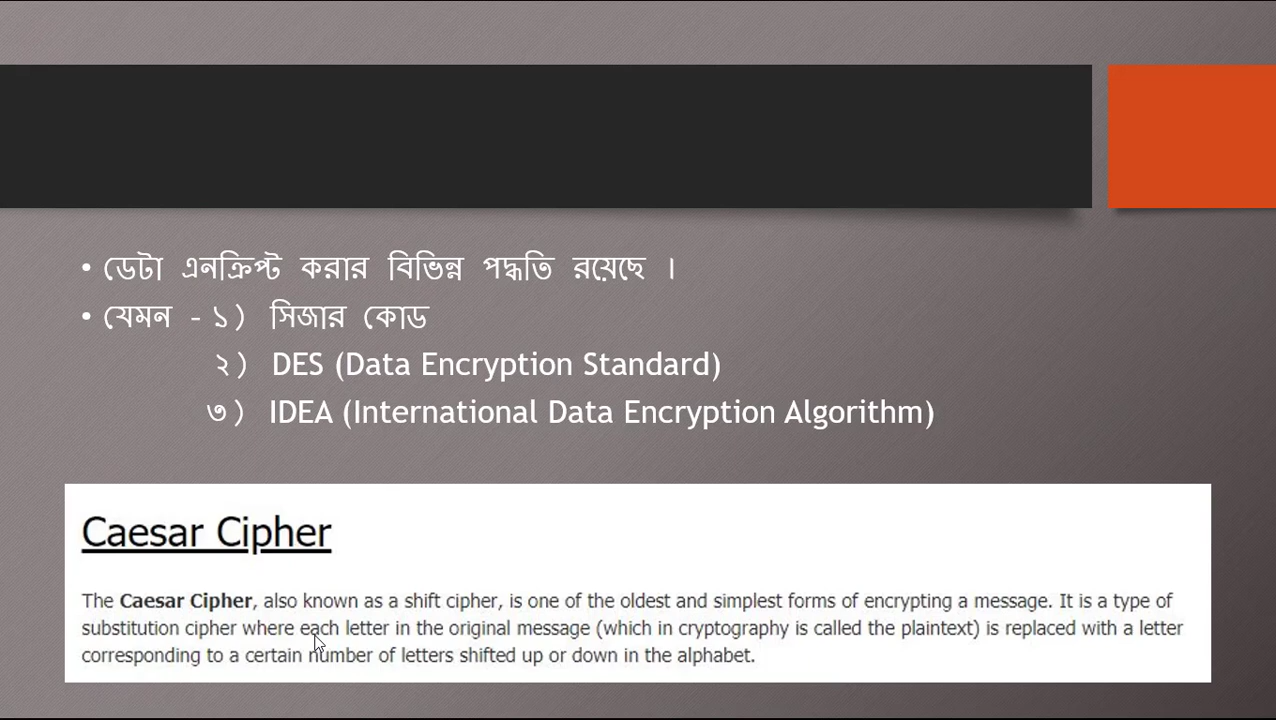 • ডেটা এনক্রিপ্ট করার বিভিন্ন পদ্ধতি রয়েছে ।
• যেমন - ১) সিজার কোড
২) DES (Data Encryption Standard)
৩) IDEA (International Data Encryption Algorithm)
Caesar Cipher
The Caesar Cipher, also known as a shift cipher, is one of the oldest and simplest forms of encrypting a message. It is a type of
substitution cipher where each letter in the original message (which in cryptography is called the plaintext) is replaced with a letter
corresponding to a certain number of letters shifted up or down in the alphabet.